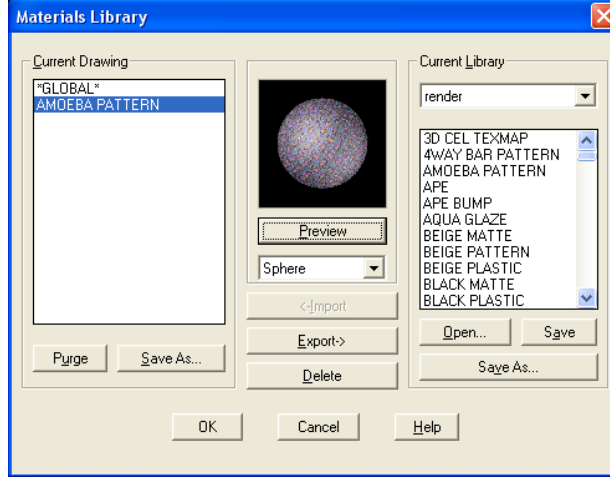 Materials Library
Current Drawing
*GLOBAL*
AMOEBA PATTERN
Purge
Save As...
Preview
Sphere
<-Import
Export->
Delete
Current Library
render
3D CEL TEXMAP
4WAY BAR PATTERN
AMOEBA PATTERN
APE
APE BUMP
AQUA GLAZE
BEIGE MATTE
BEIGE PATTERN
BEIGE PLASTIC
BLACK MATTE
BLACK PLASTIC
Open...
Save
Save As...
OK
Cancel
Help